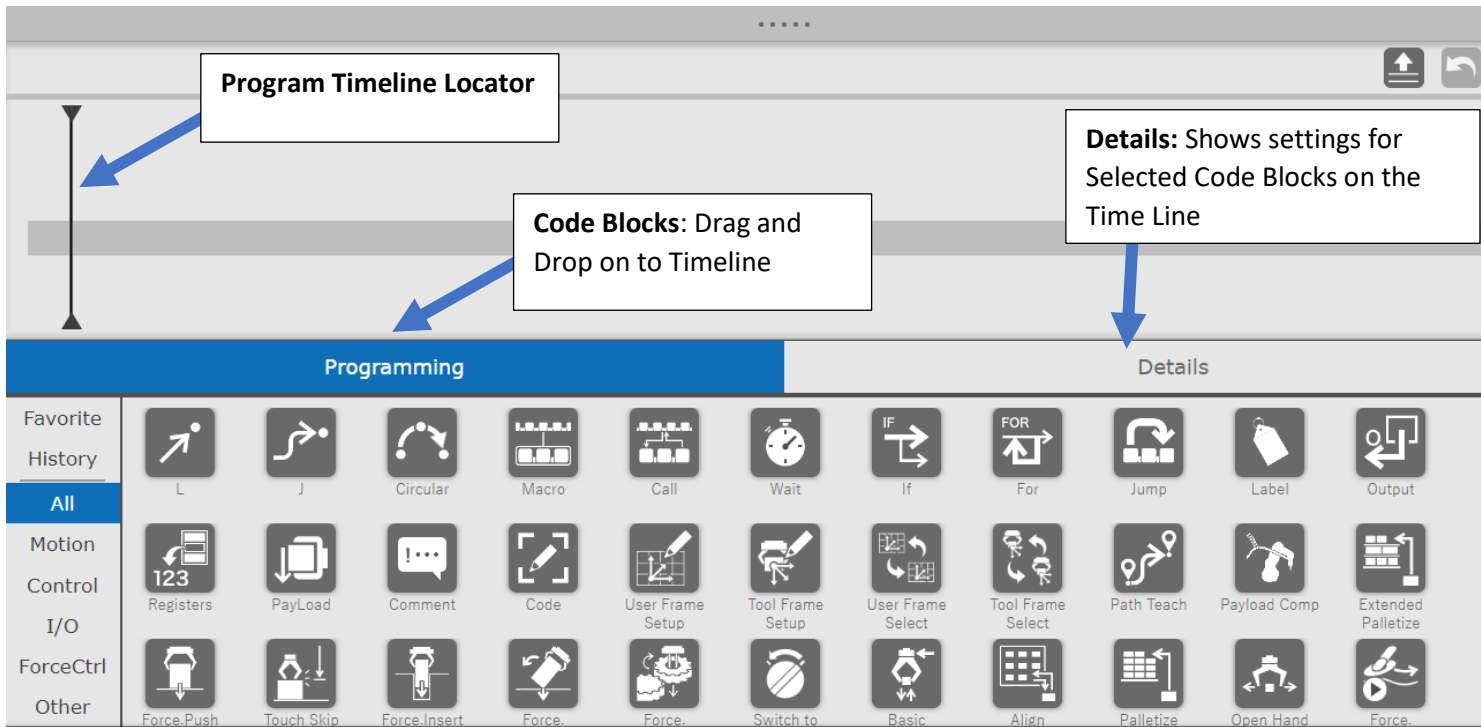 Program Timeline Locator
Details: Shows settings for
Selected Code Blocks on the
Time Line
Code Blocks: Drag and
Drop on to Timeline
Programming
Details
Favorite
History
All
Motion
Control
I/O
ForceCtrl
Other
IF
FOR
L
J
Circular
Macro
Call
Wait
If
For
Jump
Label
Output
123
Registers
PayLoad
Comment
Code
User Frame
Setup
Tool Frame
Setup
User Frame
Select
Tool Frame
Select
Path Teach
Payload Comp
Extended
Palletize
Force.Push
Touch Skip
Force.Insert
Force.
Force.
Switch to
Basic
Align
Palletize
Open Hand
Force.